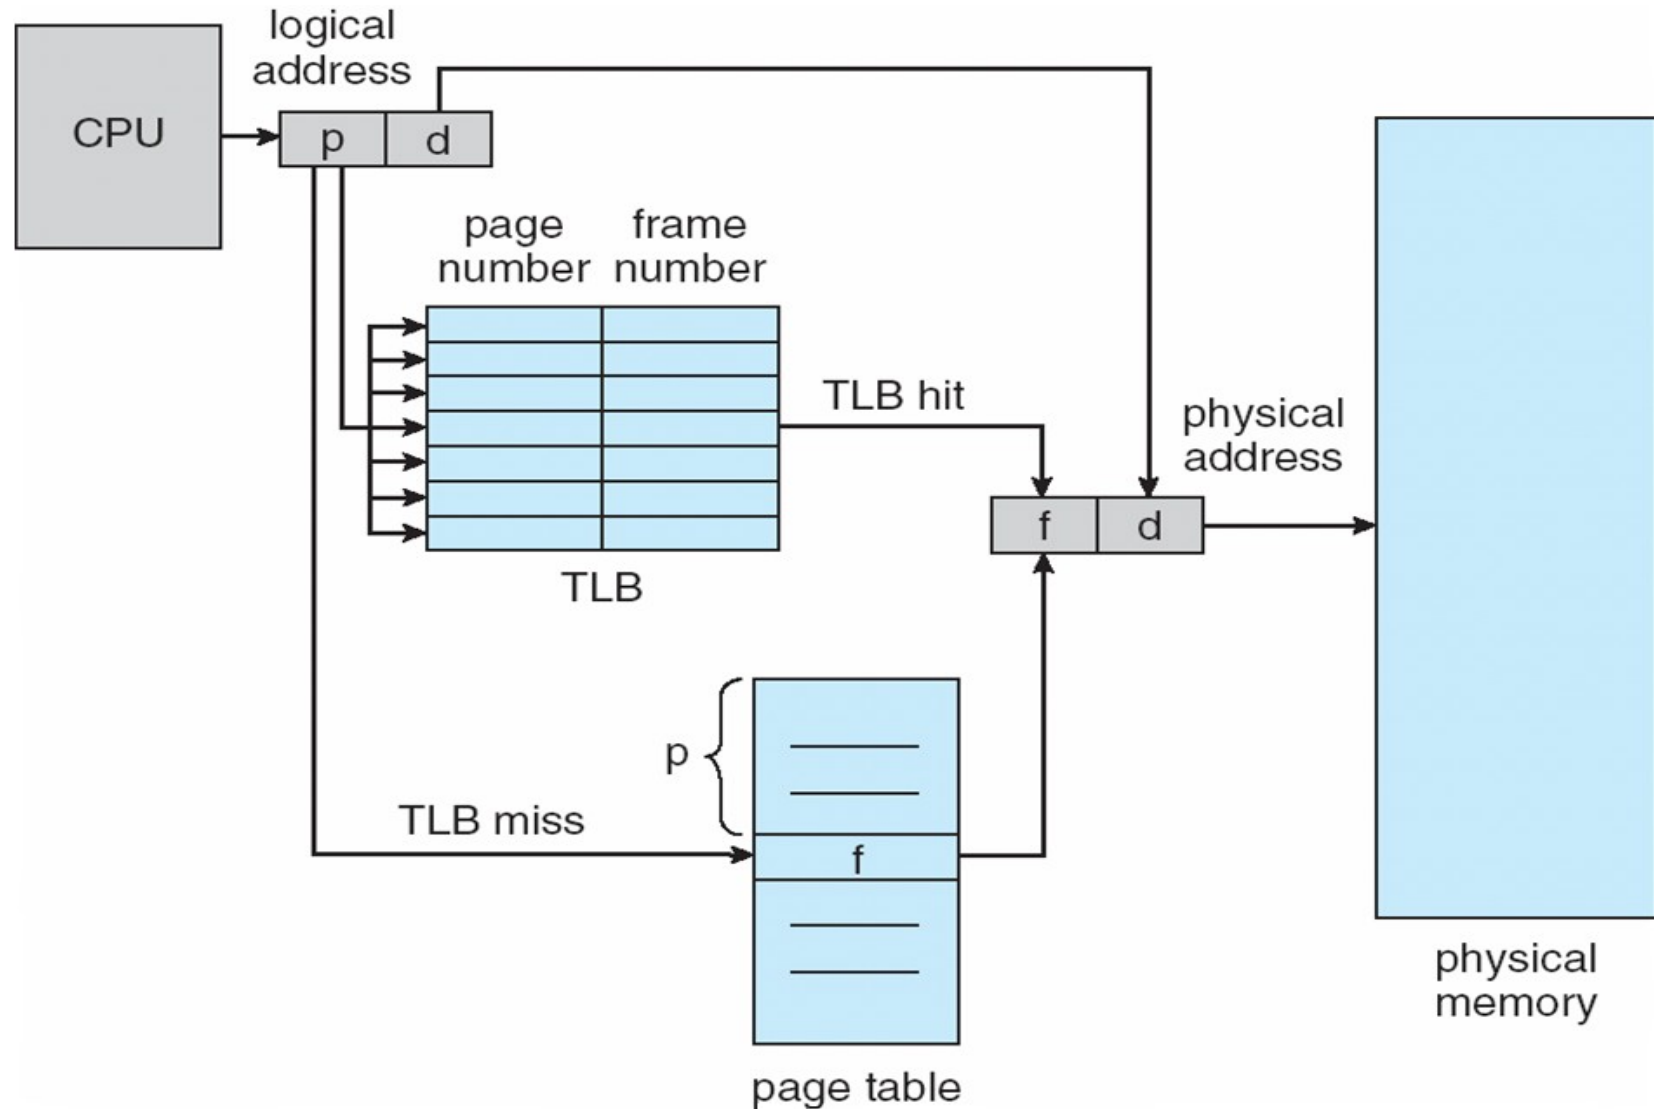 logical
address
CPU
p
d
page
number
frame
number
TLB hit
physical
address
f
d
TLB
p
TLB miss
f
physical
memory
page table